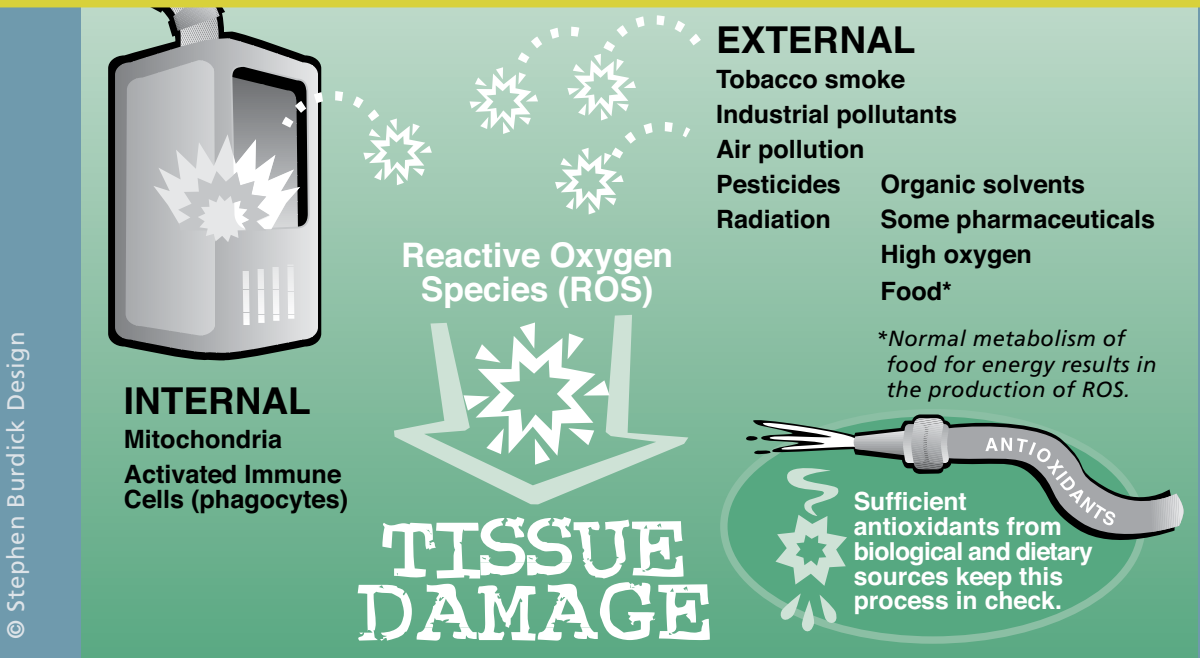 EXTERNAL
Tobacco smoke
Industrial pollutants
Air pollution
Pesticides
Radiation
Organic solvents
Some pharmaceuticals
High oxygen
Food*
*Normal metabolism of
food for energy results in
the production of ROS.
Reactive Oxygen
Species (ROS)
INTERNAL
Mitochondria
Activated Immune
Cells (phagocytes)
TISSUE
DAMAGE
ANTIOXIDANTS
Sufficient
antioxidants from
biological and dietary
sources keep this
process in check.
© Stephen Burdick Design